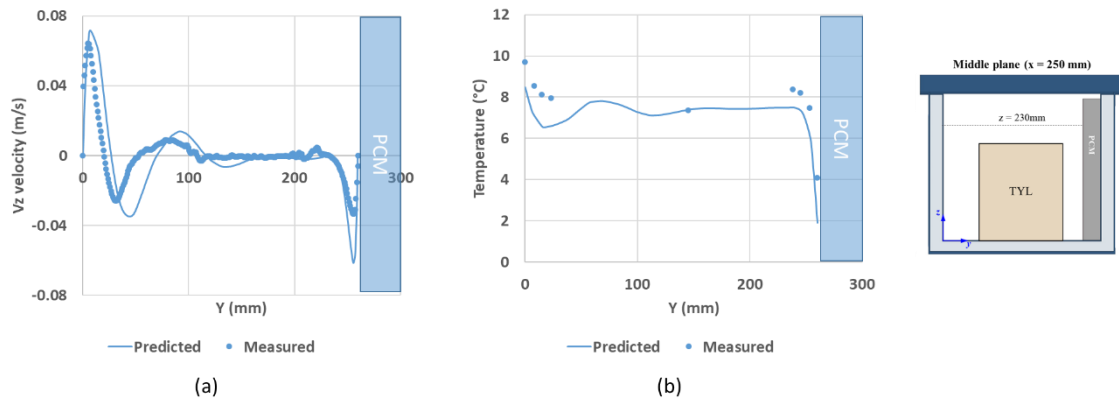 0.08
0.04
0
-0.04
-0.08
0
100
200
300
Vz velocity (m/s)
Y (mm)
PCM
Predicted
Measured
(a)
12
10
8
6
4
2
0
0
100
200
300
Temperature (°C)
Y (mm)
PCM
Predicted
Measured
(b)
Middle plane (x = 250 mm)
z = 230mm
PCM
TYL
z
y